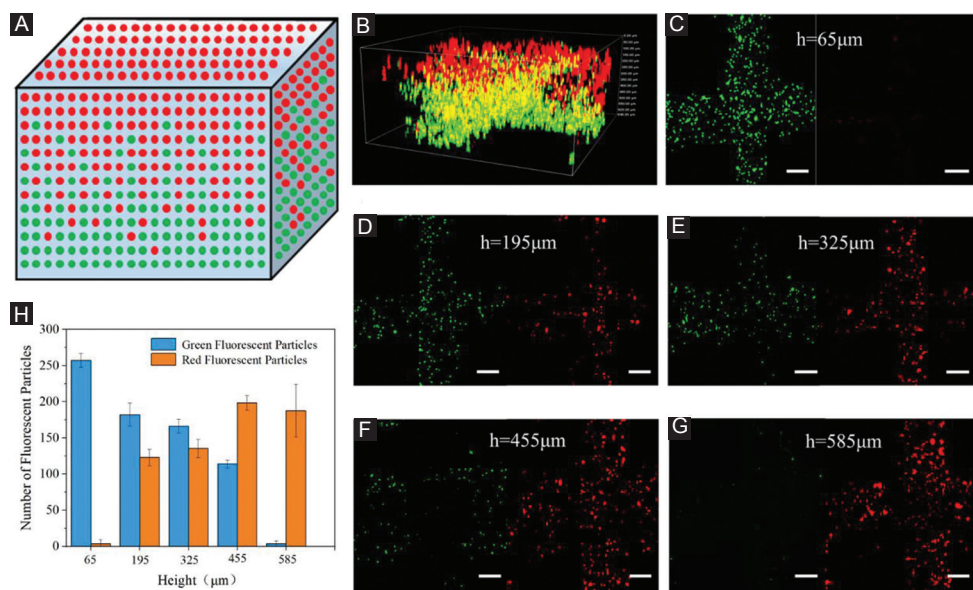 A
B
C
h=65μm
D
h=195μm
E
h=325μm
F
h=455μm
G
h=585μm
H
Green Fluorescent Particles
Red Fluorescent Particles
Number of Fluorescent Particles
300
250
200
150
100
50
0
65
195
325
455
585
Height（μm）